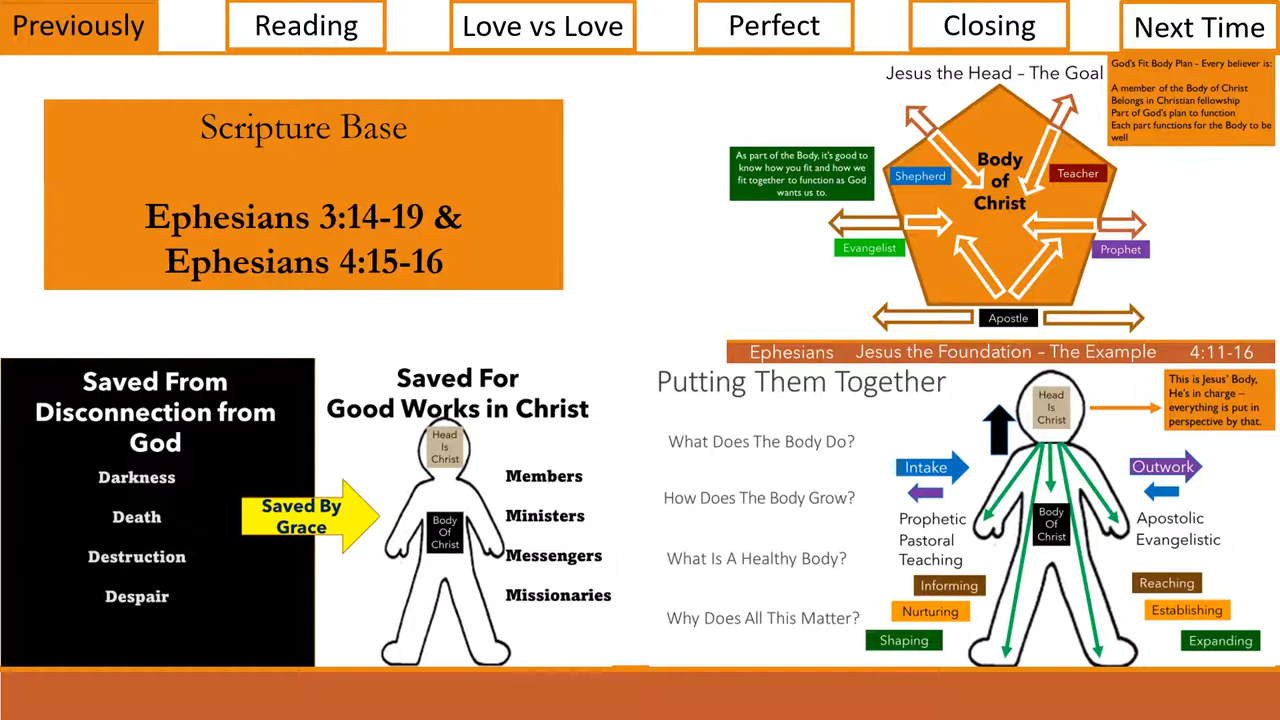 Previously
Reading
Love vs Love
Perfect
Closing
Next Time
Scripture Base
Ephesians 3:14-19 &
Ephesians 4:15-16
Jesus the Head – The Goal
God's Fit Body Plan - Every believer is:
A member of the Body of Christ
Belongs in Christian fellowship
Part of God's plan to function
Each part functions for the Body to be
well
As part of the Body, it's good to
know how you fit and how we
fit together to function as God
wants us to.
Body
of
Christ
Shepherd
Teacher
Evangelist
Prophet
Apostle
Ephesians Jesus the Foundation – The Example 4:11-16
Saved From
Disconnection from
God
Darkness
Death
Destruction
Despair
Saved By
Grace
Saved For
Good Works in Christ
Head
Is
Christ
Body
Of
Christ
Members
Ministers
Messengers
Missionaries
Putting Them Together
What Does The Body Do?
How Does The Body Grow?
What Is A Healthy Body?
Why Does All This Matter?
Head
Is
Christ
This is Jesus' Body,
He's in charge –
everything is put in
perspective by that.
Intake
Outwork
Prophetic
Pastoral
Teaching
Body
Of
Christ
Apostolic
Evangelistic
Informing
Nurturing
Shaping
Reaching
Establishing
Expanding